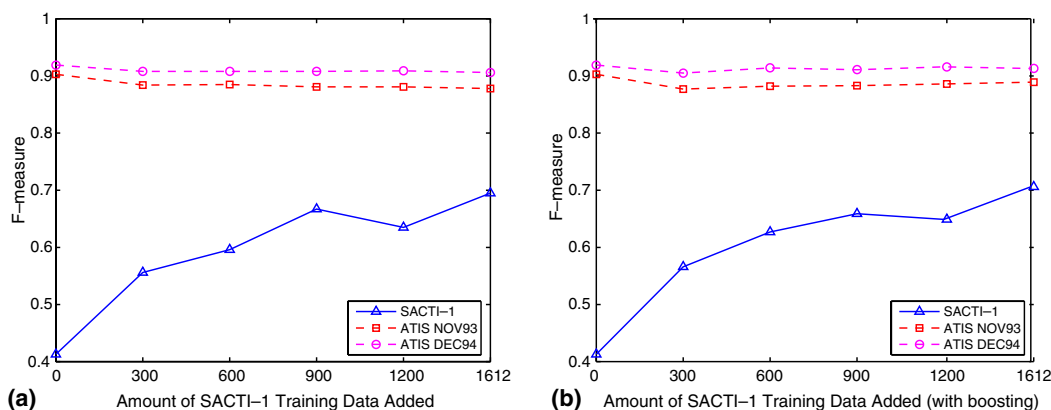 1
0.9
0.8
0.7
0.6
0.5
0.4
F–measure
SACTI–1
ATIS NOV93
ATIS DEC94
0
300
600
900
1200
1612
(a)
Amount of SACTI–1 Training Data Added
1
0.9
0.8
0.7
0.6
0.5
0.4
F–measure
SACTI–1
ATIS NOV93
ATIS DEC94
0
300
600
900
1200
1612
(b)
Amount of SACTI–1 Training Data Added (with boosting)